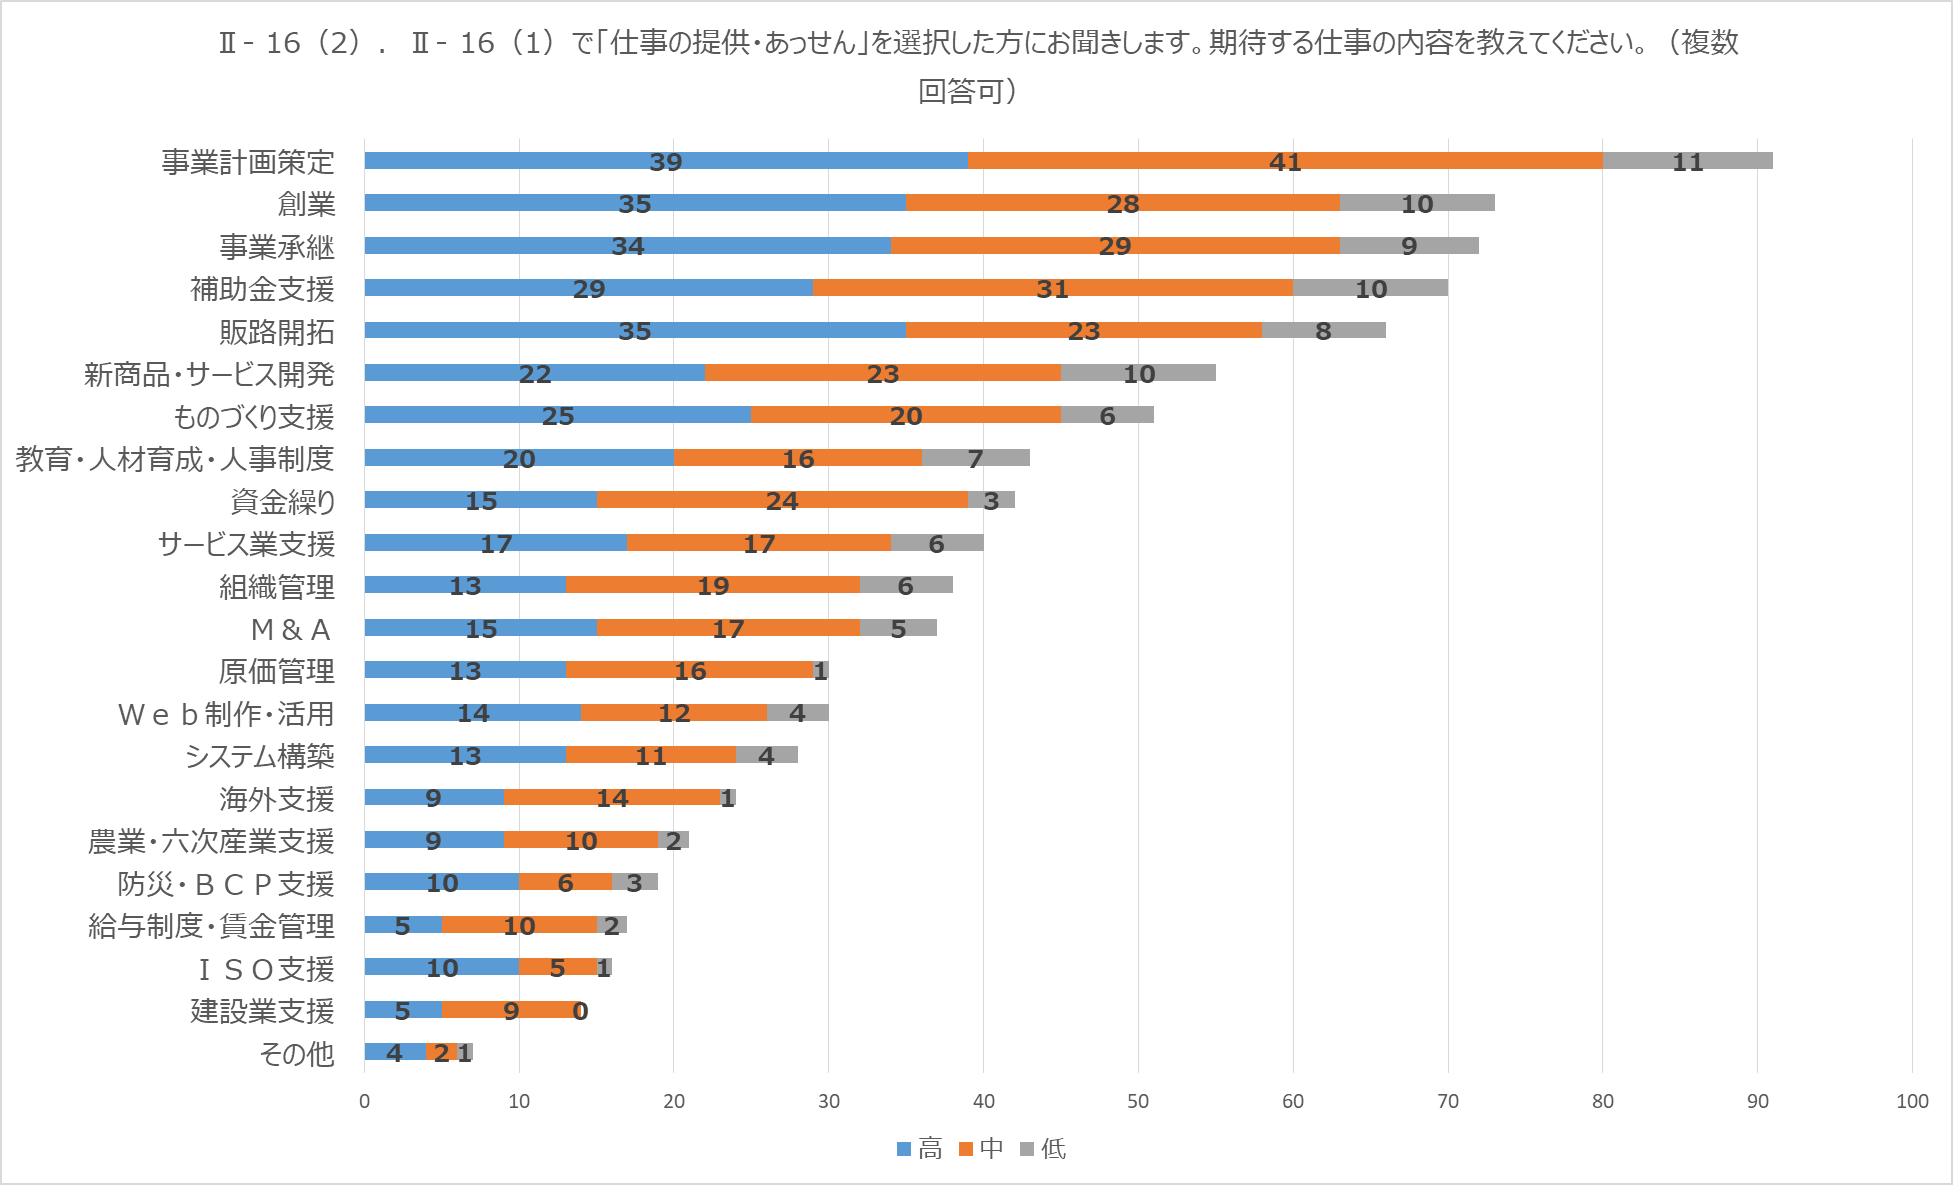 Ⅱ- 16（2）. Ⅱ- 16（1）で「仕事の提供・あっせん」を選択した方にお聞きします。期待する仕事の内容を教えてください。（複数
回答可）
事業計画策定 39 41 11
創業 35 28 10
事業承継 34 29 9
補助金支援 29 31 10
販路開拓 35 23 8
新商品・サービス開発 22 23 10
ものづくり支援 25 20 6
教育・人材育成・人事制度 20 16 7
資金繰り 15 24 3
サービス業支援 17 17 6
組織管理 13 19 6
Ｍ＆Ａ 15 17 5
原価管理 13 16 1
Ｗｅｂ制作・活用 14 12 4
システム構築 13 11 4
海外支援 9 14 1
農業・六次産業支援 9 10 2
防災・ＢＣＰ支援 10 6 3
給与制度・賃金管理 5 10 2
ＩＳＯ支援 10 5 1
建設業支援 5 9 0
その他 4 2 1
0 10 20 30 40 50 60 70 80 90 100
高 中 低